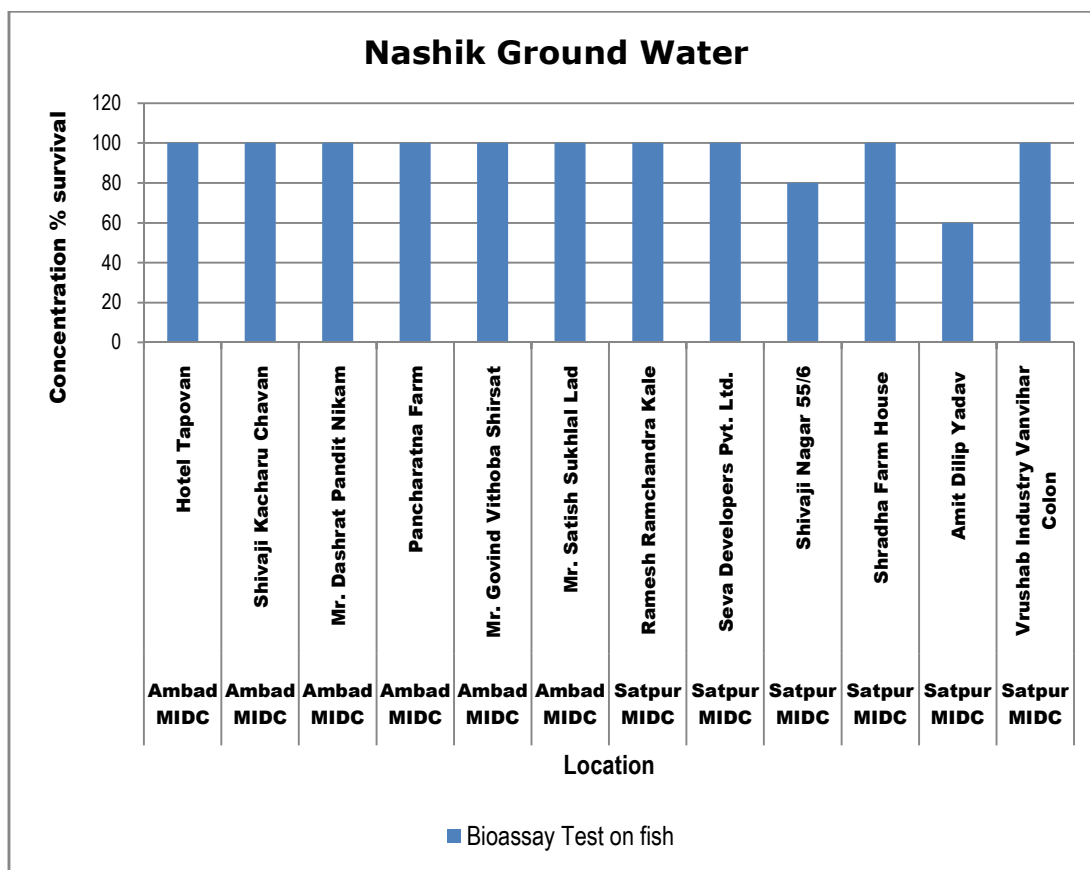 Nashik Ground Water
Concentration % survival
120
100
80
60
40
20
0
Hotel Tapovan
Shivaji Kacharu Chavan
Mr. Dashrat Pandit Nikam
Pancharatna Farm
Mr. Govind Vithoba Shirsat
Mr. Satish Sukhlal Lad
Ramesh Ramchandra Kale
Seva Developers Pvt. Ltd.
Shivaji Nagar 55/6
Shradha Farm House
Amit Dilip Yadav
Vrushab Industry Vanvihar
Colon
Ambad
MIDC
Ambad
MIDC
Ambad
MIDC
Ambad
MIDC
Ambad
MIDC
Ambad
MIDC
Satpur
MIDC
Satpur
MIDC
Satpur
MIDC
Satpur
MIDC
Satpur
MIDC
Satpur
MIDC
Location
Bioassay Test on fish